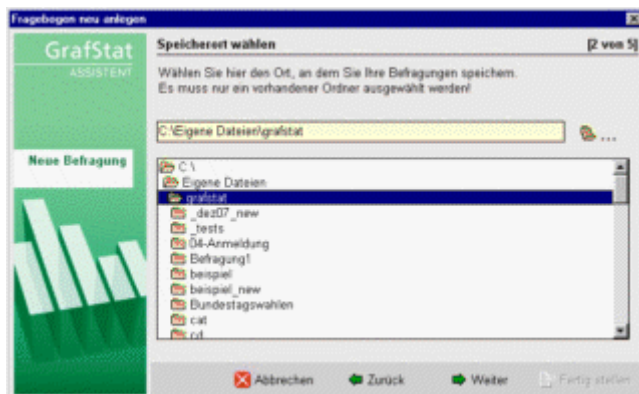 Fragebogen neu anlegen
GrafStat
ASSISTENT
Neue Befragung
Speicherort wählen [2 von 5]
Wählen Sie hier den Ort, an dem Sie Ihre Befragungen speichern.
Es muss nur ein vorhandener Ordner ausgewählt werden!
C:\Eigene Dateien\grafstat ...
C:\
Eigene Dateien
grafstat
_dez07_new
_tests
04-Anmeldung
Befragung1
beispiel
beispiel_new
Bundestagswahlen
cat
cd
Abbrechen Zurück Weiter Fertig stellen